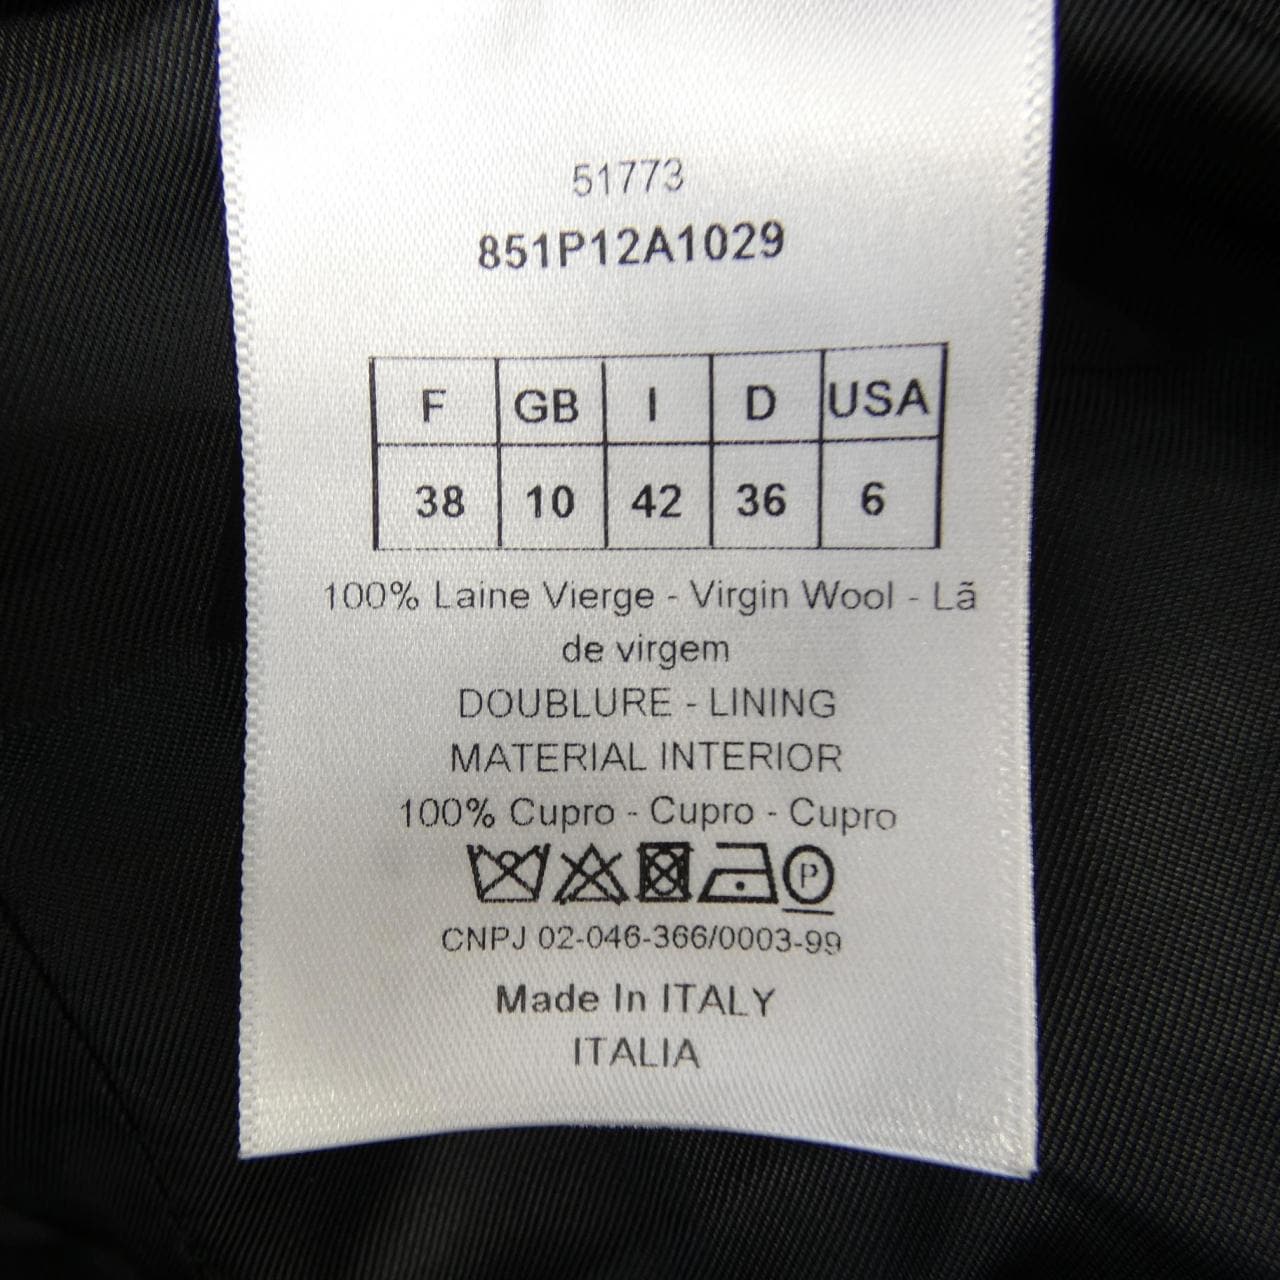 51773
851P12A1029
F GB I D USA
38 10 42 36 6
100% Laine Vierge - Virgin Wool - Lã
de virgem
DOUBLURE - LINING
MATERIAL INTERIOR
100% Cupro - Cupro - Cupro
P
CNPJ 02-046-366/0003-99
Made In ITALY
ITALIA